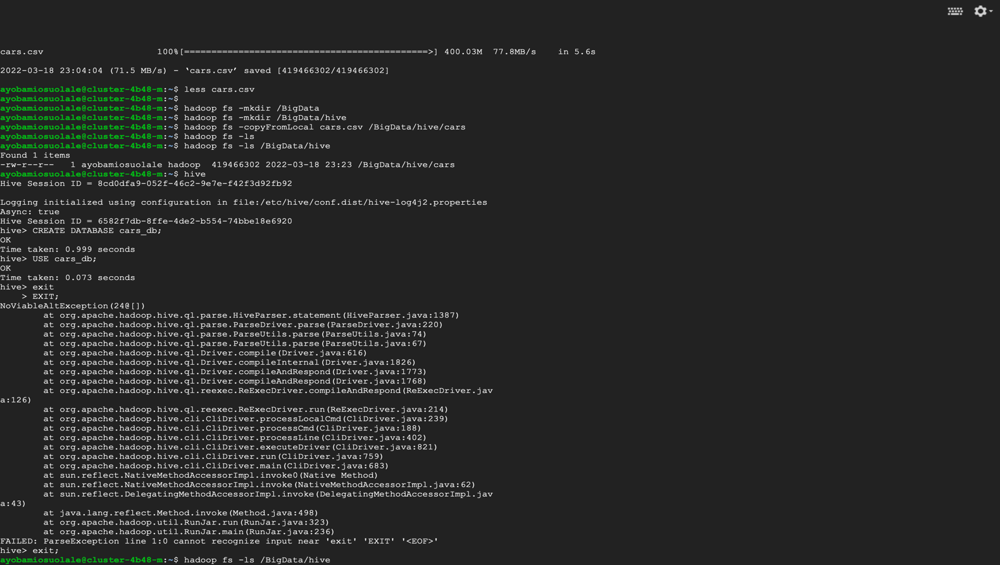 cars.csv                     100%[=============================================>] 400.03M  77.8MB/s    in 5.6s
2022-03-18 23:04:04 (71.5 MB/s) - ‘cars.csv’ saved [419466302/419466302]
ayobamiosuolale@cluster-4b48-m:~$ less cars.csv
ayobamiosuolale@cluster-4b48-m:~$
ayobamiosuolale@cluster-4b48-m:~$ hadoop fs -mkdir /BigData
ayobamiosuolale@cluster-4b48-m:~$ hadoop fs -mkdir /BigData/hive
ayobamiosuolale@cluster-4b48-m:~$ hadoop fs -copyFromLocal cars.csv /BigData/hive/cars
ayobamiosuolale@cluster-4b48-m:~$ hadoop fs -ls
ayobamiosuolale@cluster-4b48-m:~$ hadoop fs -ls /BigData/hive
Found 1 items
-rw-r--r--   1 ayobamiosuolale hadoop  419466302 2022-03-18 23:23 /BigData/hive/cars
ayobamiosuolale@cluster-4b48-m:~$ hive
Hive Session ID = 8cd0dfa9-052f-46c2-9e7e-f42f3d92fb92
Logging initialized using configuration in file:/etc/hive/conf.dist/hive-log4j2.properties
Async: true
Hive Session ID = 6582f7db-8ffe-4de2-b554-74bbe18e6920
hive> CREATE DATABASE cars_db;
OK
Time taken: 0.999 seconds
hive> USE cars_db;
OK
Time taken: 0.073 seconds
hive> exit
    > EXIT;
NoViableAltException(24@[])
        at org.apache.hadoop.hive.ql.parse.HiveParser.statement(HiveParser.java:1387)
        at org.apache.hadoop.hive.ql.parse.ParseDriver.parse(ParseDriver.java:220)
        at org.apache.hadoop.hive.ql.parse.ParseUtils.parse(ParseUtils.java:74)
        at org.apache.hadoop.hive.ql.parse.ParseUtils.parse(ParseUtils.java:67)
        at org.apache.hadoop.hive.ql.Driver.compile(Driver.java:616)
        at org.apache.hadoop.hive.ql.Driver.compileInternal(Driver.java:1826)
        at org.apache.hadoop.hive.ql.Driver.compileAndRespond(Driver.java:1773)
        at org.apache.hadoop.hive.ql.Driver.compileAndRespond(Driver.java:1768)
        at org.apache.hadoop.hive.ql.reexec.ReExecDriver.compileAndRespond(ReExecDriver.jav
a:126)
        at org.apache.hadoop.hive.ql.reexec.ReExecDriver.run(ReExecDriver.java:214)
        at org.apache.hadoop.hive.cli.CliDriver.processLocalCmd(CliDriver.java:239)
        at org.apache.hadoop.hive.cli.CliDriver.processCmd(CliDriver.java:188)
        at org.apache.hadoop.hive.cli.CliDriver.processLine(CliDriver.java:402)
        at org.apache.hadoop.hive.cli.CliDriver.executeDriver(CliDriver.java:821)
        at org.apache.hadoop.hive.cli.CliDriver.run(CliDriver.java:759)
        at org.apache.hadoop.hive.cli.CliDriver.main(CliDriver.java:683)
        at sun.reflect.NativeMethodAccessorImpl.invoke0(Native Method)
        at sun.reflect.NativeMethodAccessorImpl.invoke(NativeMethodAccessorImpl.java:62)
        at sun.reflect.DelegatingMethodAccessorImpl.invoke(DelegatingMethodAccessorImpl.jav
a:43)
        at java.lang.reflect.Method.invoke(Method.java:498)
        at org.apache.hadoop.util.RunJar.run(RunJar.java:323)
        at org.apache.hadoop.util.RunJar.main(RunJar.java:236)
FAILED: ParseException line 1:0 cannot recognize input near 'exit' 'EXIT' '<EOF>'
hive> exit;
ayobamiosuolale@cluster-4b48-m:~$ hadoop fs -ls /BigData/hive